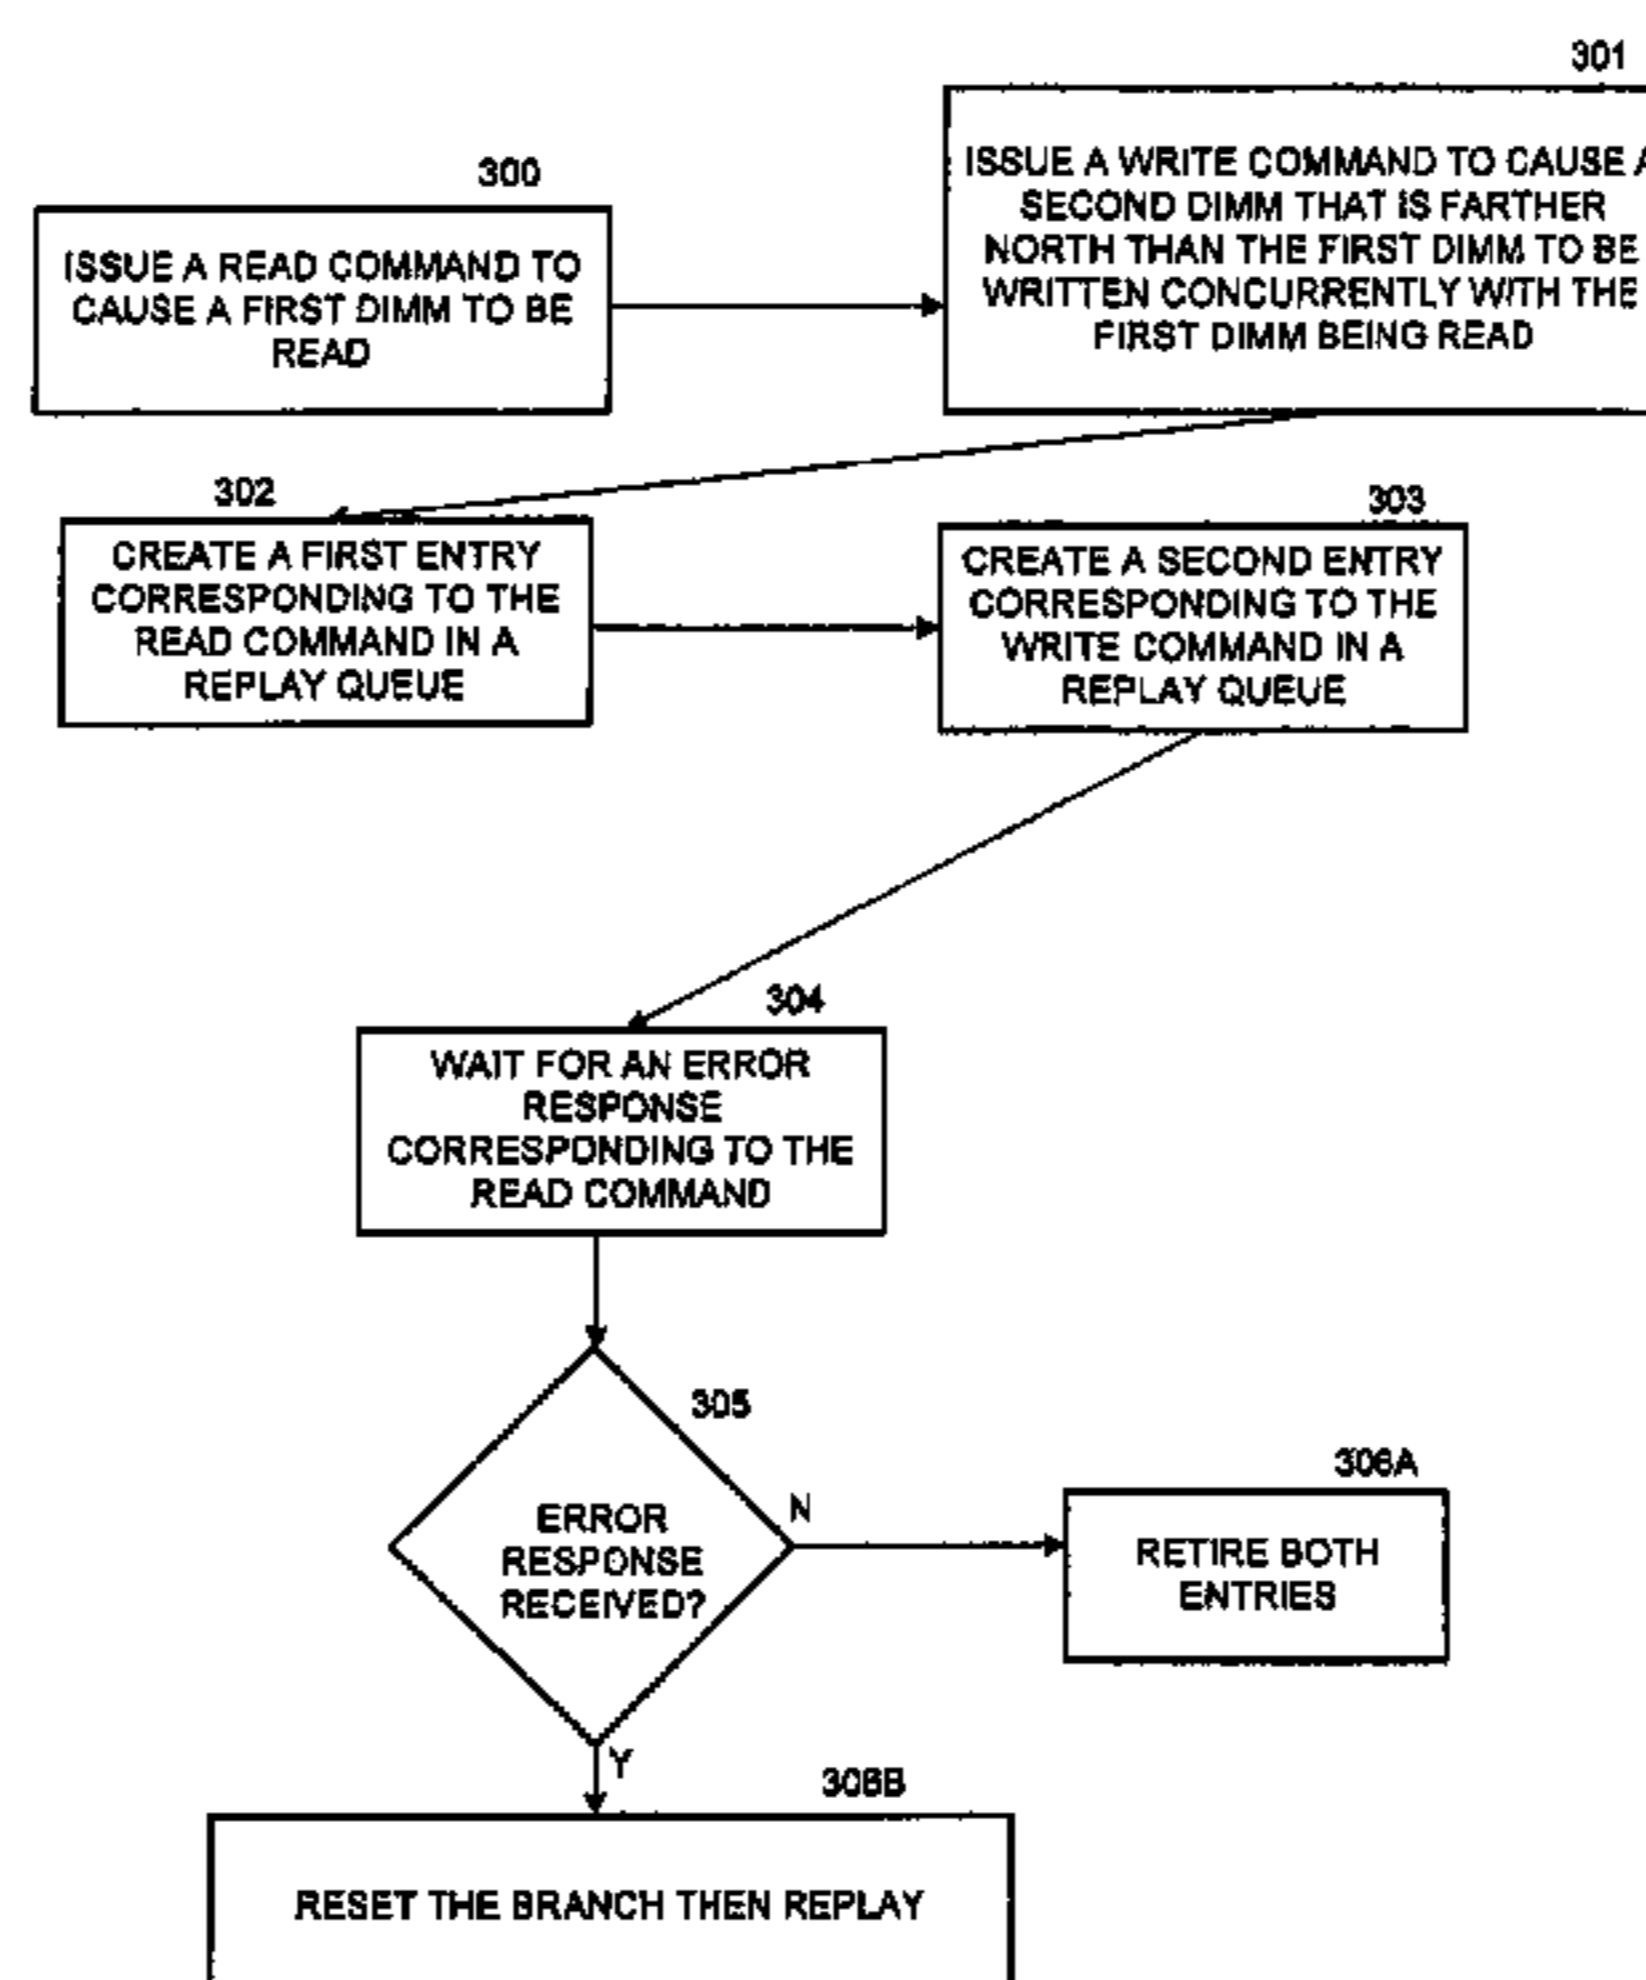 301
300
ISSUE A WRITE COMMAND TO CAUSE A
SECOND DIMM THAT IS FARTHER
NORTH THAN THE FIRST DIMM TO BE
WRITTEN CONCURRENTLY WITH THE
FIRST DIMM BEING READ
ISSUE A READ COMMAND TO
CAUSE A FIRST DIMM TO BE
READ
302
303
CREATE A FIRST ENTRY
CORRESPONDING TO THE
READ COMMAND IN A
REPLAY QUEUE
CREATE A SECOND ENTRY
CORRESPONDING TO THE
WRITE COMMAND IN A
REPLAY QUEUE
304
WAIT FOR AN ERROR
RESPONSE
CORRESPONDING TO THE
READ COMMAND
305
ERROR
RESPONSE
RECEIVED?
N
306A
RETIRE BOTH
ENTRIES
Y
306B
RESET THE BRANCH THEN REPLAY